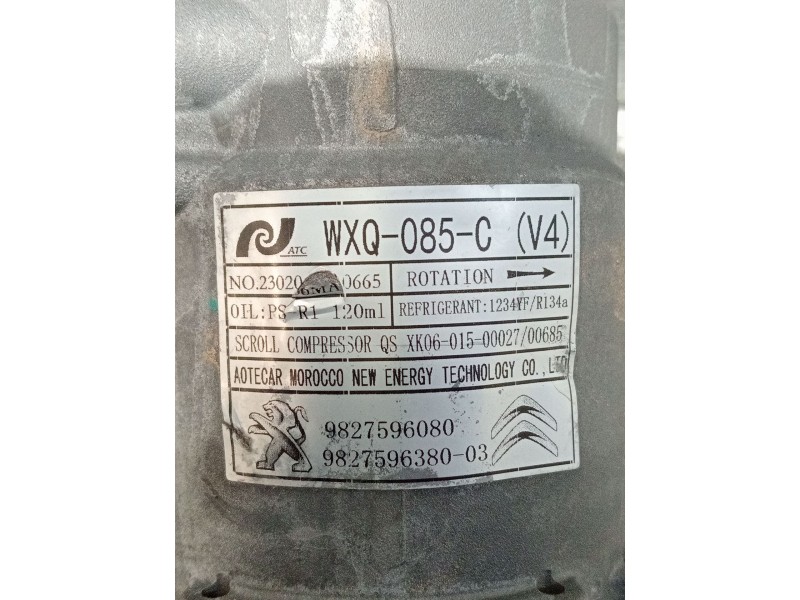 ATC WXQ-085-C (V4)
NO.23020 0665 ROTATION
OIL:PS-R1 120ml REFRIGERANT:1234YF/R134a
SCROLL COMPRESSOR QS XK06-015-00027/00685
AOTECAR MOROCCO NEW ENERGY TECHNOLOGY CO.,LTD
9827596080
9827596380-03